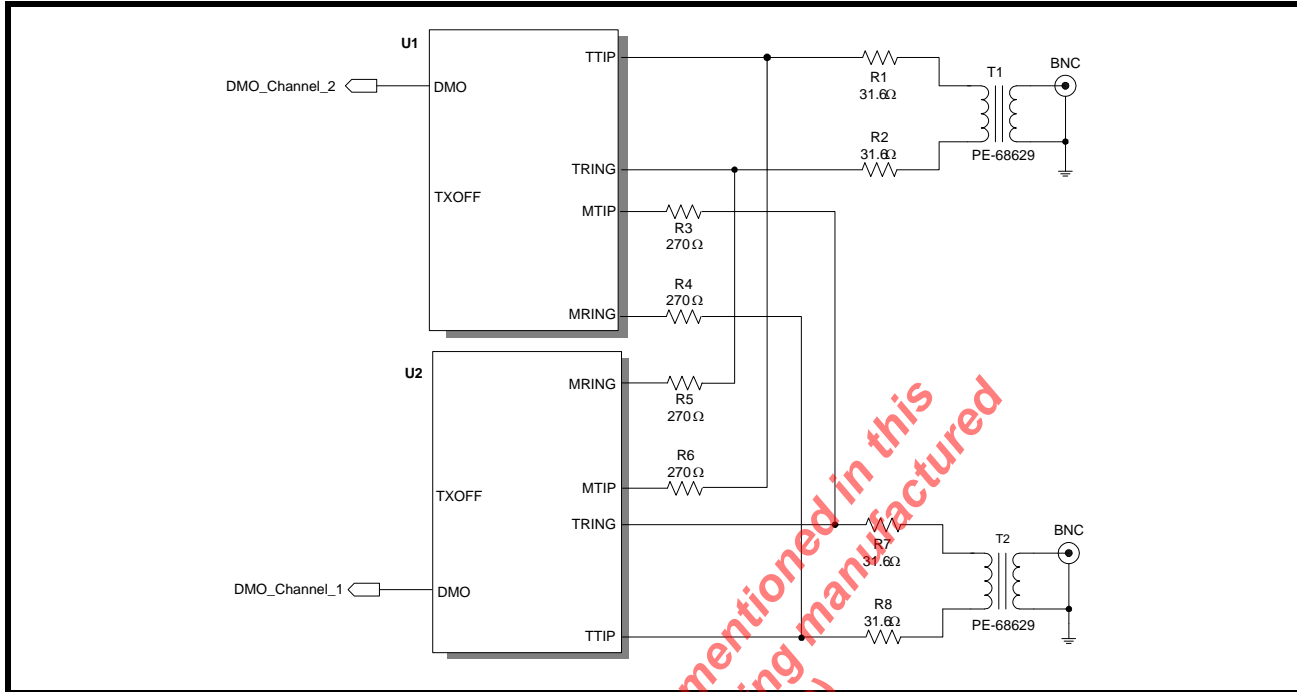 U1
DMO_Channel_2
DMO
TXOFF
TTIP
TRING
MTIP
MRING
R1
31.6Ω
R2
31.6Ω
T1
PE-68629
BNC
R3
270Ω
R4
270Ω
U2
DMO_Channel_1
MRING
R5
270Ω
R6
270Ω
MTIP
TXOFF
TRING
DMO
TTIP
R7
31.6Ω
R8
31.6Ω
T2
PE-68629
BNC
mentioned in this
ing manufactured